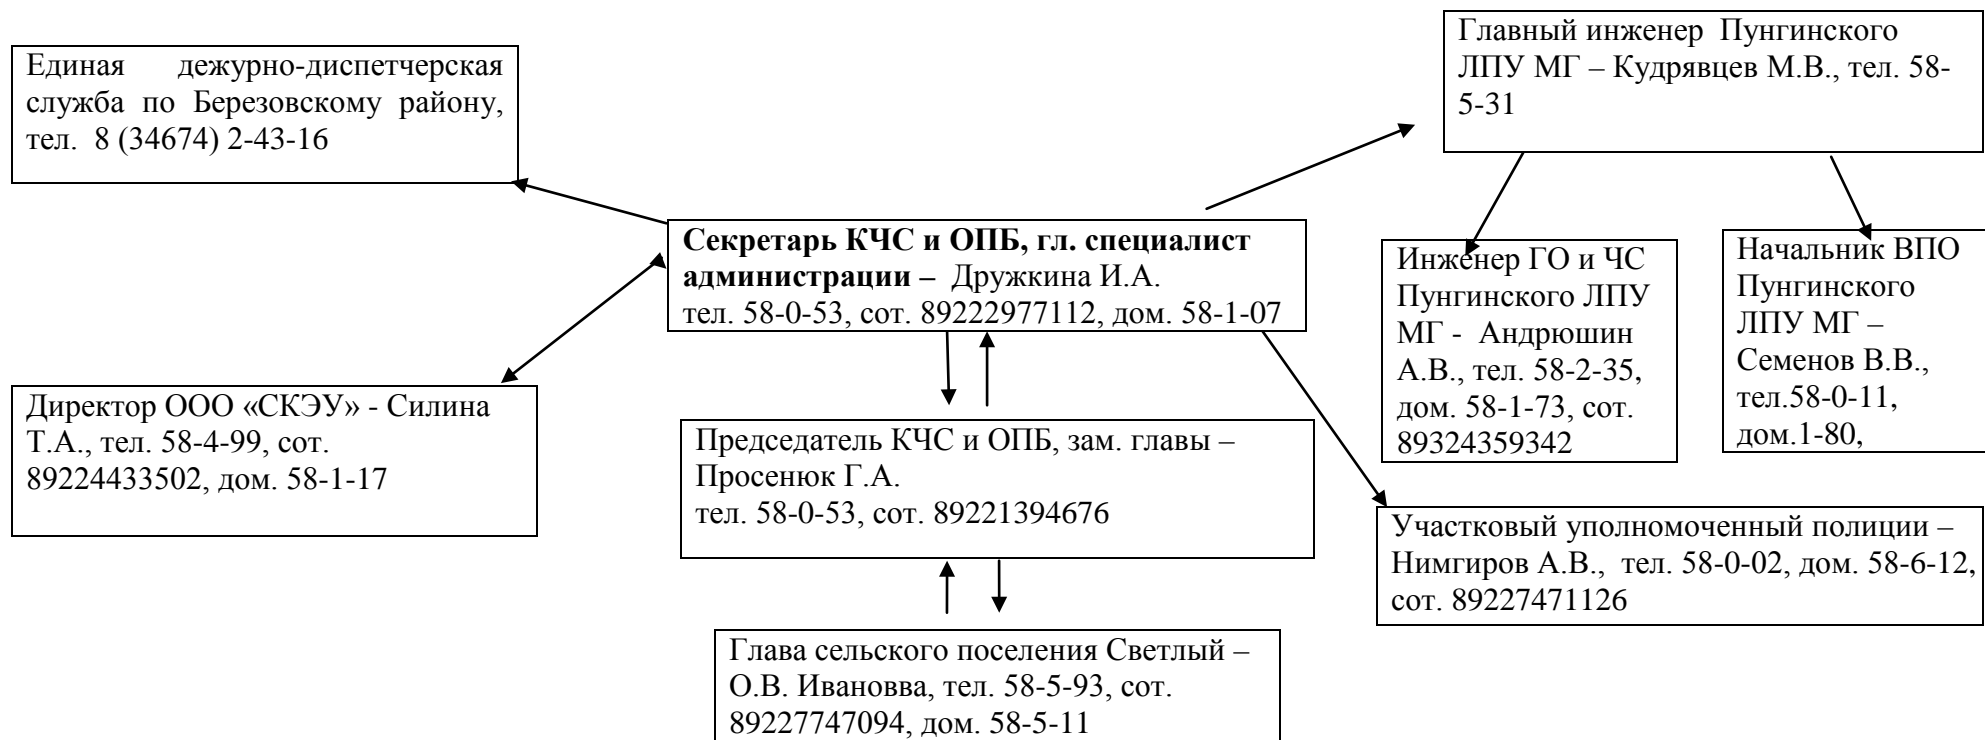 Единая дежурно-диспетчерская
служба по Березовскому району,
тел. 8 (34674) 2-43-16
Главный инженер Пунгинского
ЛПУ МГ – Кудрявцев М.В., тел. 58-
5-31
Секретарь КЧС и ОПБ, гл. специалист
администрации – Дружкина И.А.
тел. 58-0-53, сот. 89222977112, дом. 58-1-07
Инженер ГО и ЧС
Пунгинского ЛПУ
МГ - Андрюшин
А.В., тел. 58-2-35,
дом. 58-1-73, сот.
89324359342
Начальник ВПО
Пунгинского
ЛПУ МГ –
Семенов В.В.,
тел.58-0-11,
дом.1-80,
Директор ООО «СКЭУ» - Силина
Т.А., тел. 58-4-99, сот.
89224433502, дом. 58-1-17
Председатель КЧС и ОПБ, зам. главы –
Просенюк Г.А.
тел. 58-0-53, сот. 89221394676
Участковый уполномоченный полиции –
Нимгиров А.В., тел. 58-0-02, дом. 58-6-12,
сот. 89227471126
Глава сельского поселения Светлый –
О.В. Ивановва, тел. 58-5-93, сот.
89227747094, дом. 58-5-11